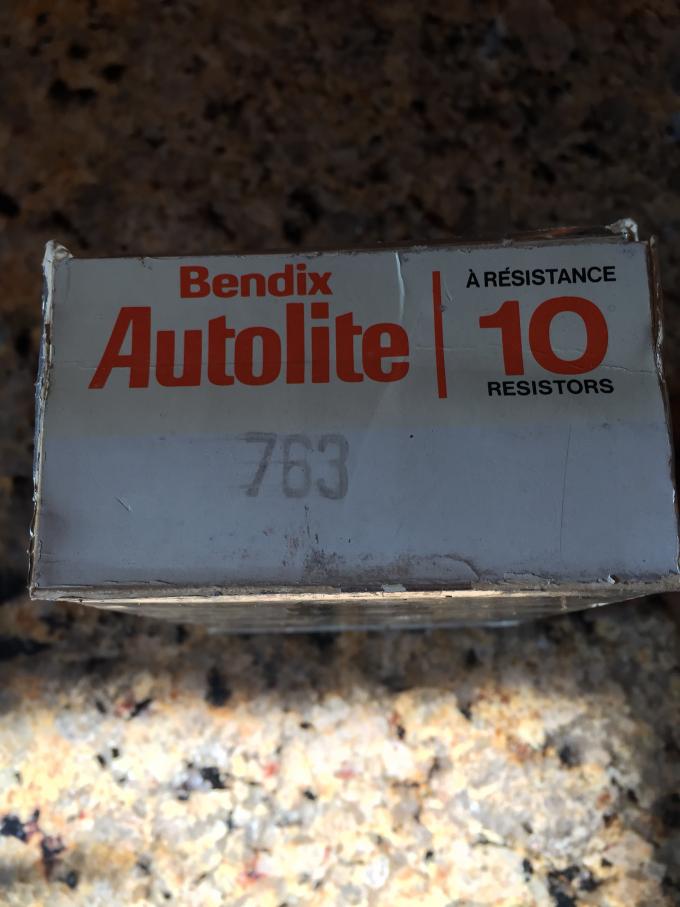 Bendix
Autolite
À RÉSISTANCE
10
RESISTORS
763